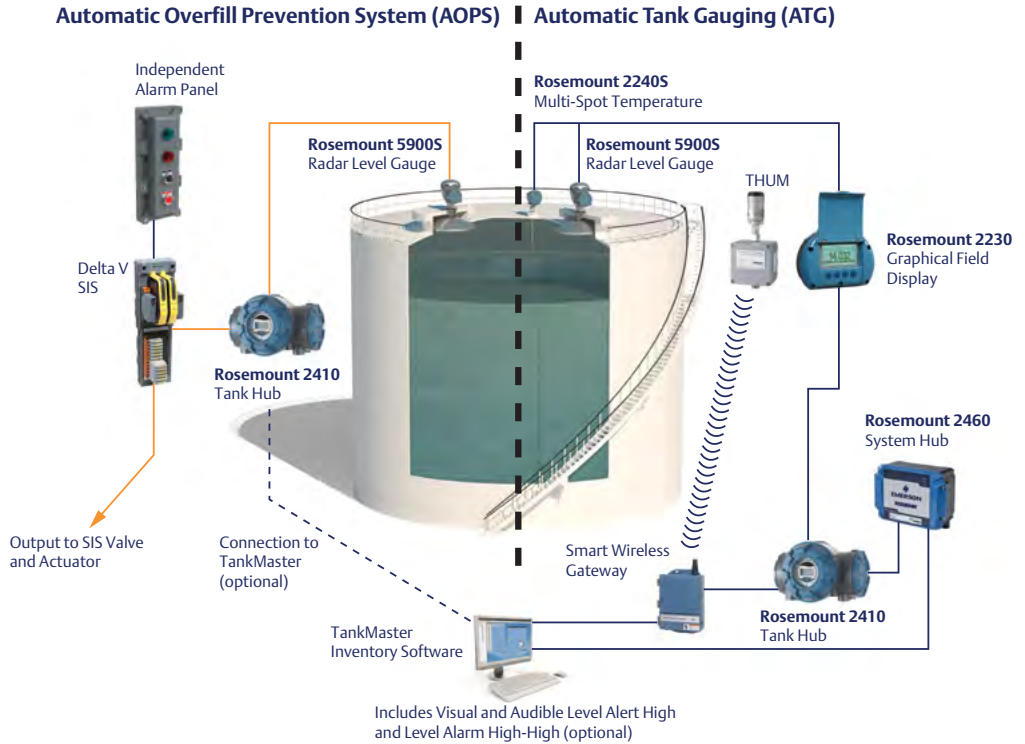 Automatic Overfill Prevention System (AOPS)
Automatic Tank Gauging (ATG)
Independent
Alarm Panel
Rosemount 5900S
Radar Level Gauge
Rosemount 2240S
Multi-Spot Temperature
Rosemount 5900S
Radar Level Gauge
THUM
Rosemount 2230
Graphical Field
Display
Delta V
SIS
Rosemount 2410
Tank Hub
Rosemount 2460
System Hub
EMERSON
Output to SIS Valve
and Actuator
Connection to
TankMaster
(optional)
Smart Wireless
Gateway
Rosemount 2410
Tank Hub
TankMaster
Inventory Software
Includes Visual and Audible Level Alert High
and Level Alarm High-High (optional)